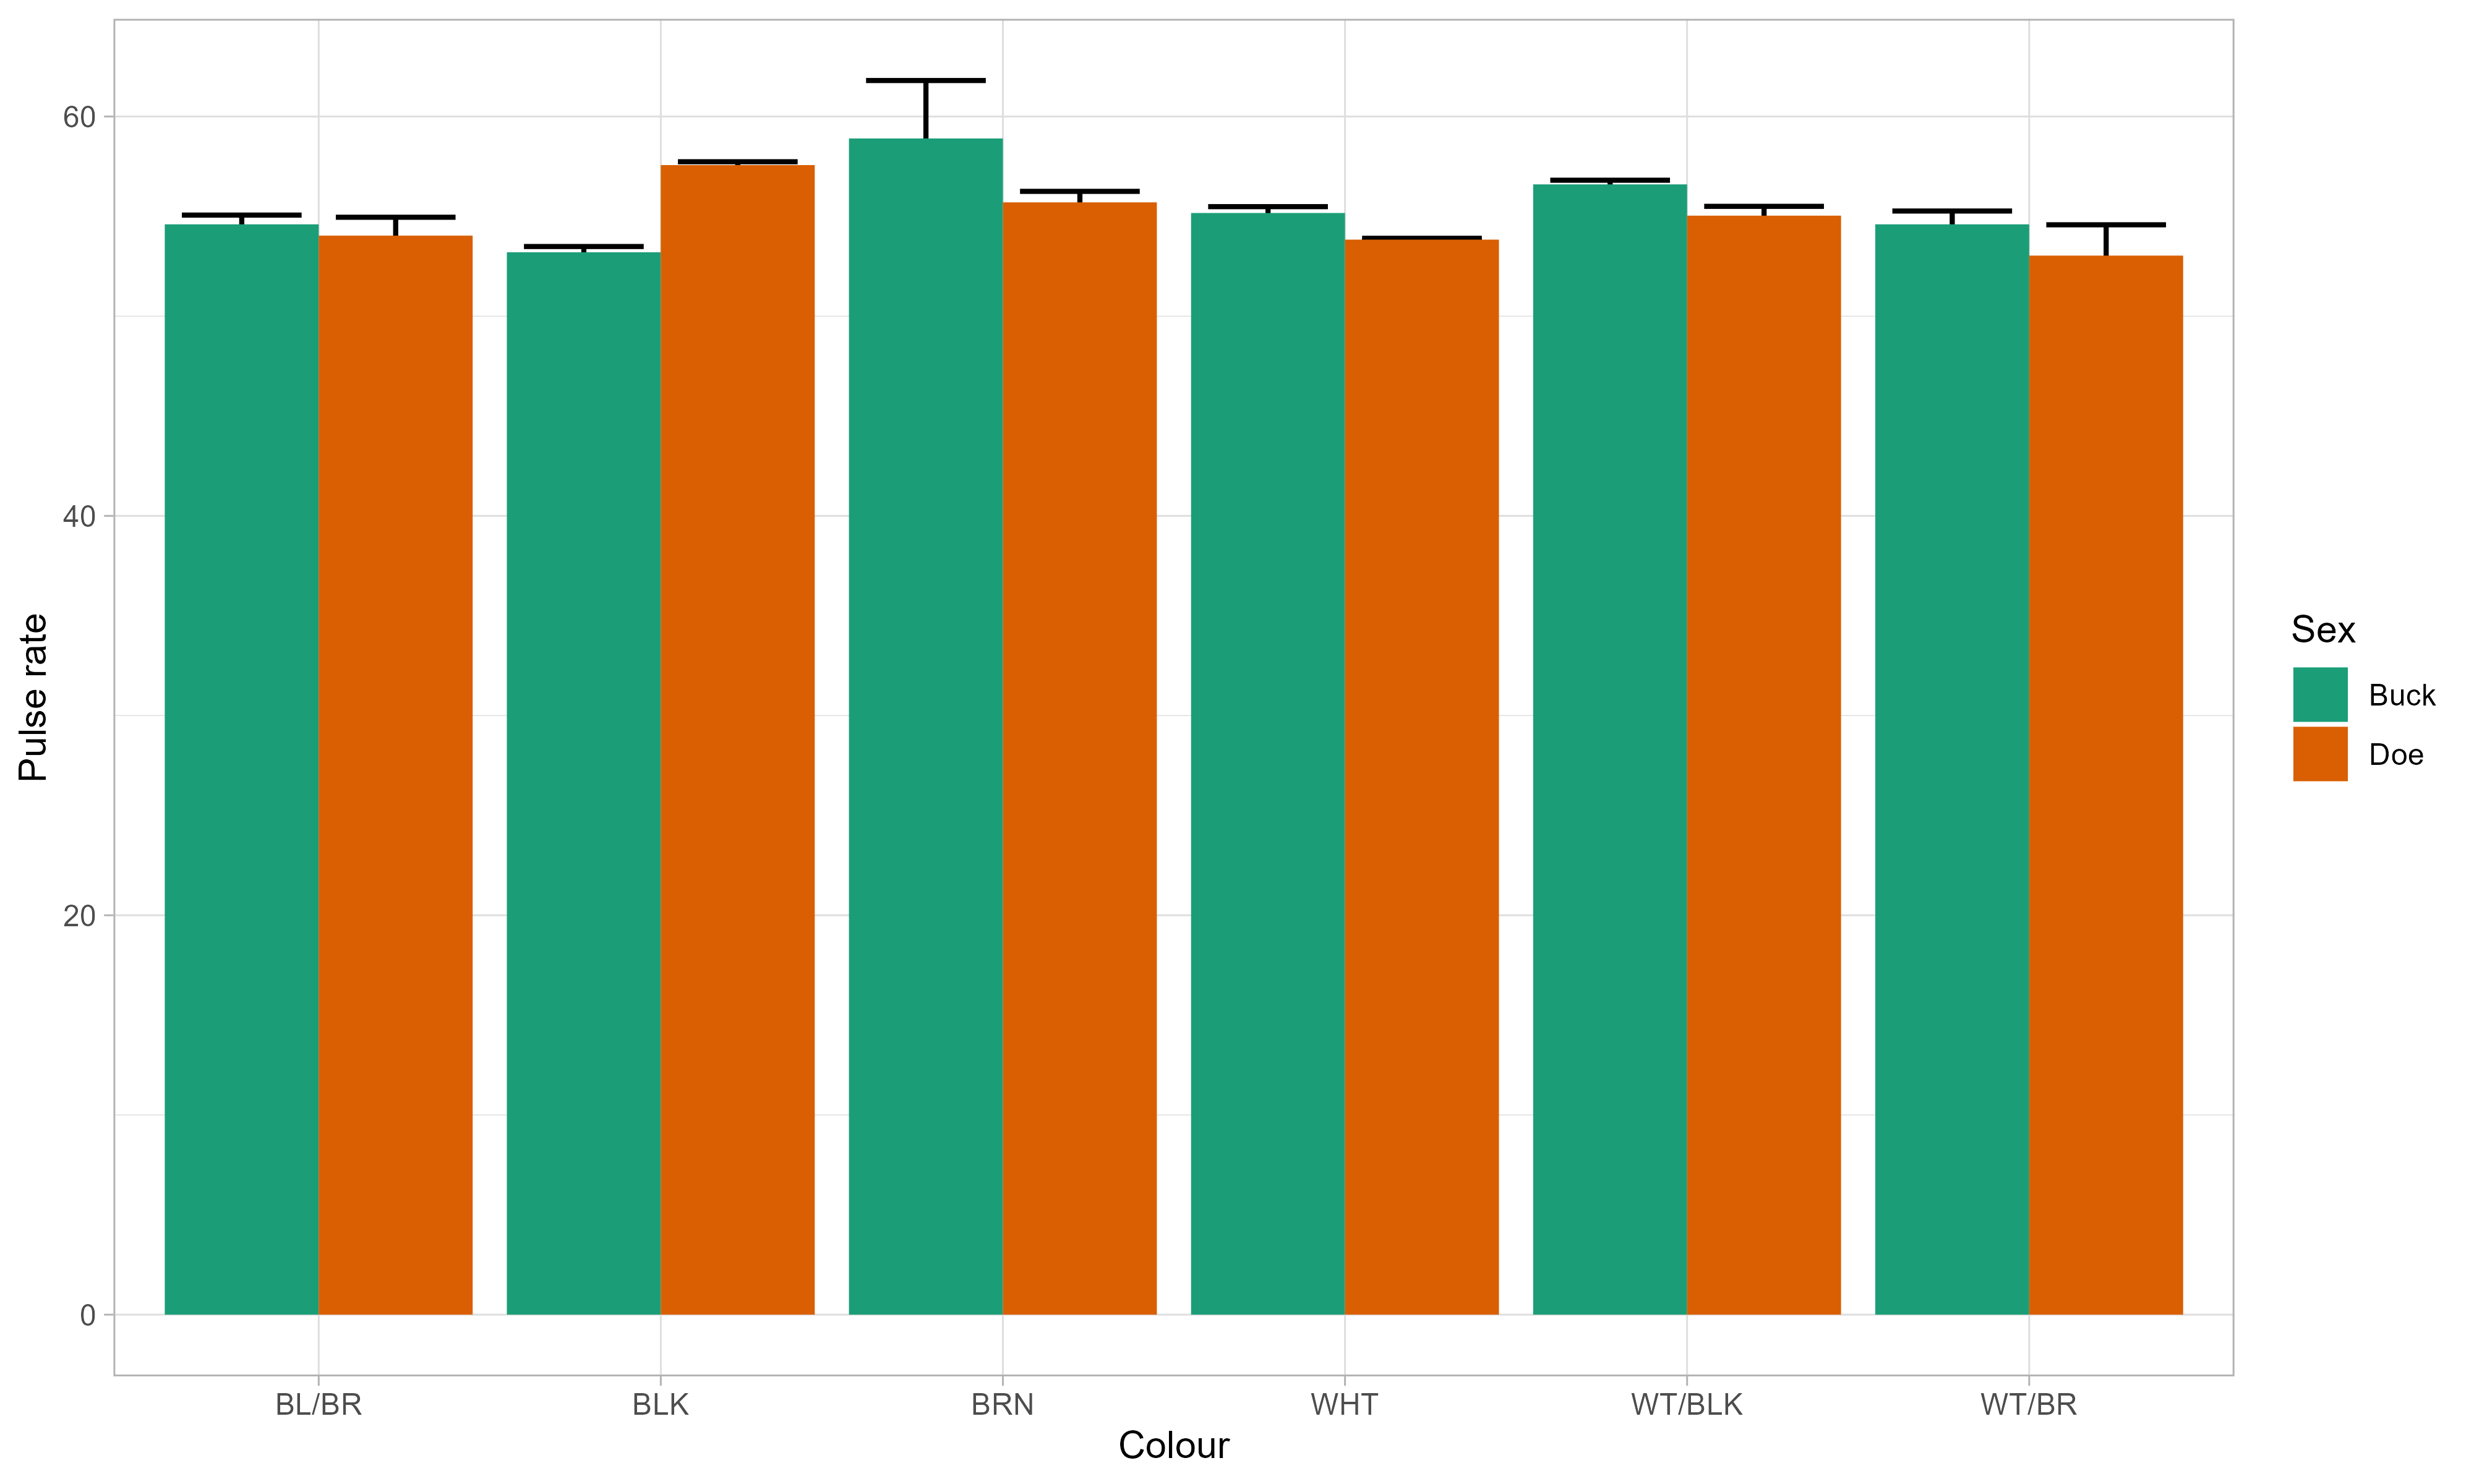 60
40
20
0
Pulse rate
BL/BR BLK BRN WHT WT/BLK WT/BR
Colour
Sex
Buck
Doe